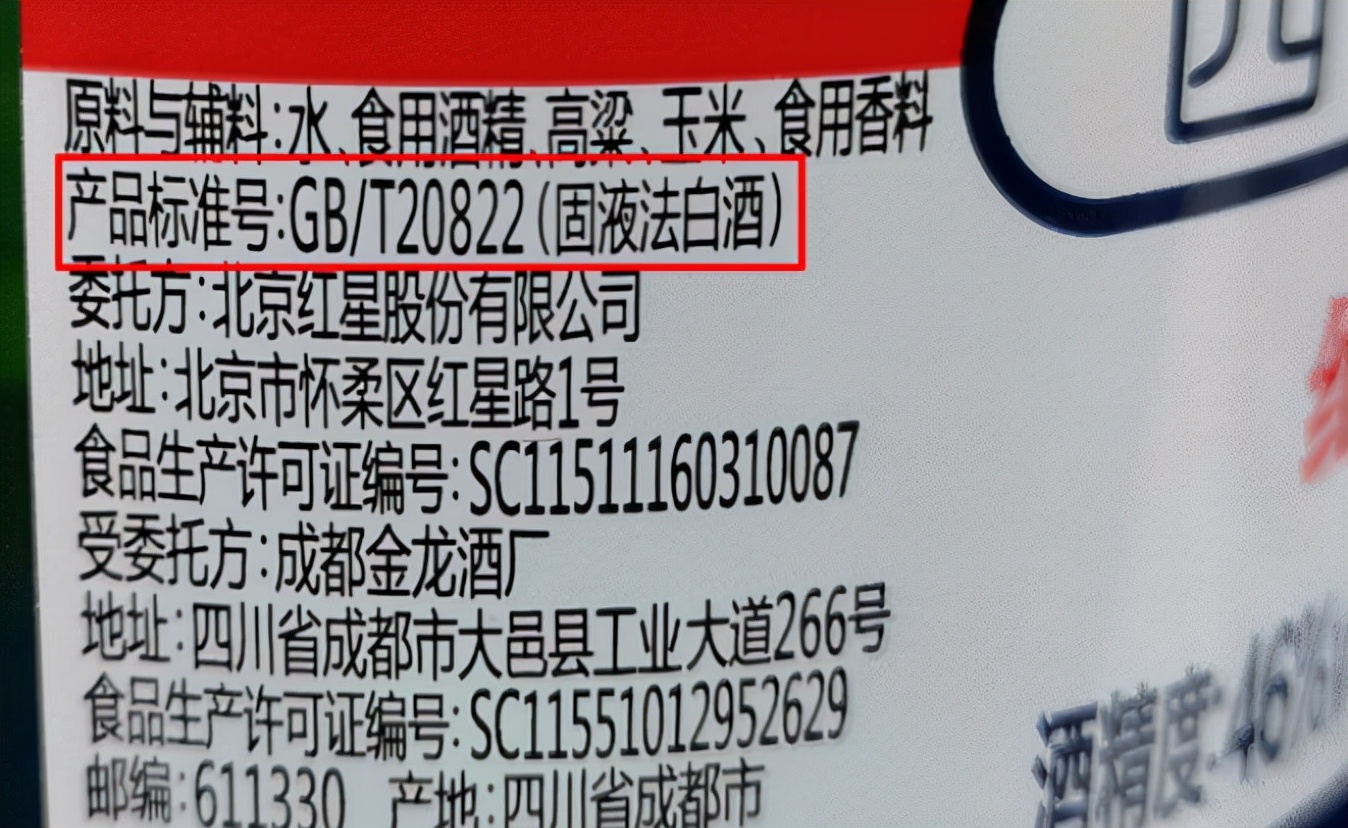 原料与辅料:水、食用酒精、高粱、玉米、食用香料
产品标准号:GB/T20822(固液法白酒)
委托方:北京红星股份有限公司
地址:北京市怀柔区红星路1号
食品生产许可证编号:SC11511160310087
受委托方:成都金龙酒厂
地址:四川省成都市大邑县工业大道266号
食品生产许可证编号:SC11551012952629
邮编:611330 产地:四川省成都市
酒精度:46%